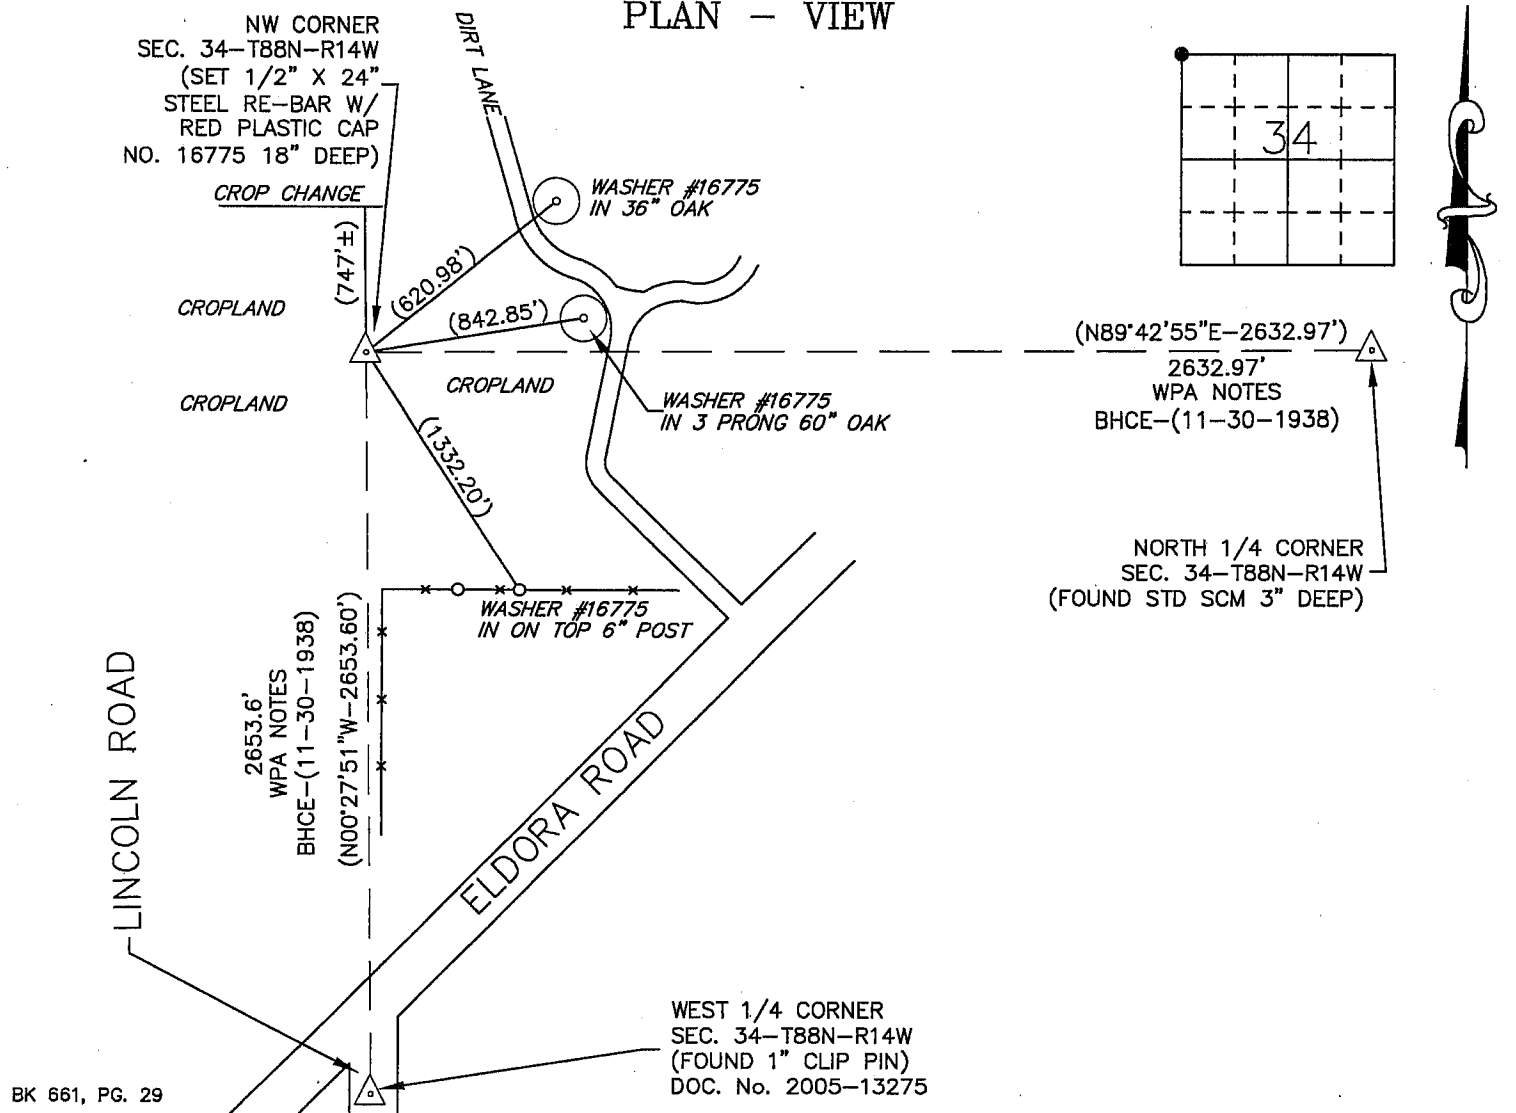 PLAN - VIEW
NW CORNER
SEC. 34-T88N-R14W
(SET 1/2" X 24"
STEEL RE-BAR W/
RED PLASTIC CAP
NO. 16775 18" DEEP)
DIRT LANE
34
CROP CHANGE
(747'±)
WASHER #16775
IN 36" OAK
(620.98')
(842.85')
CROPLAND
CROPLAND
CROPLAND
WASHER #16775
IN 3 PRONG 60" OAK
(N89°42'55"E-2632.97')
2632.97'
WPA NOTES
BHCE-(11-30-1938)
(1332.20')
NORTH 1/4 CORNER
SEC. 34-T88N-R14W
(FOUND STD SCM 3" DEEP)
WASHER #16775
IN ON TOP 6" POST
2653.6'
WPA NOTES
BHCE-(11-30-1938)
(N00°27'51"W-2653.60')
LINCOLN ROAD
ELDORA ROAD
WEST 1/4 CORNER
SEC. 34-T88N-R14W
(FOUND 1" CLIP PIN)
DOC. No. 2005-13275
BK 661, PG. 29